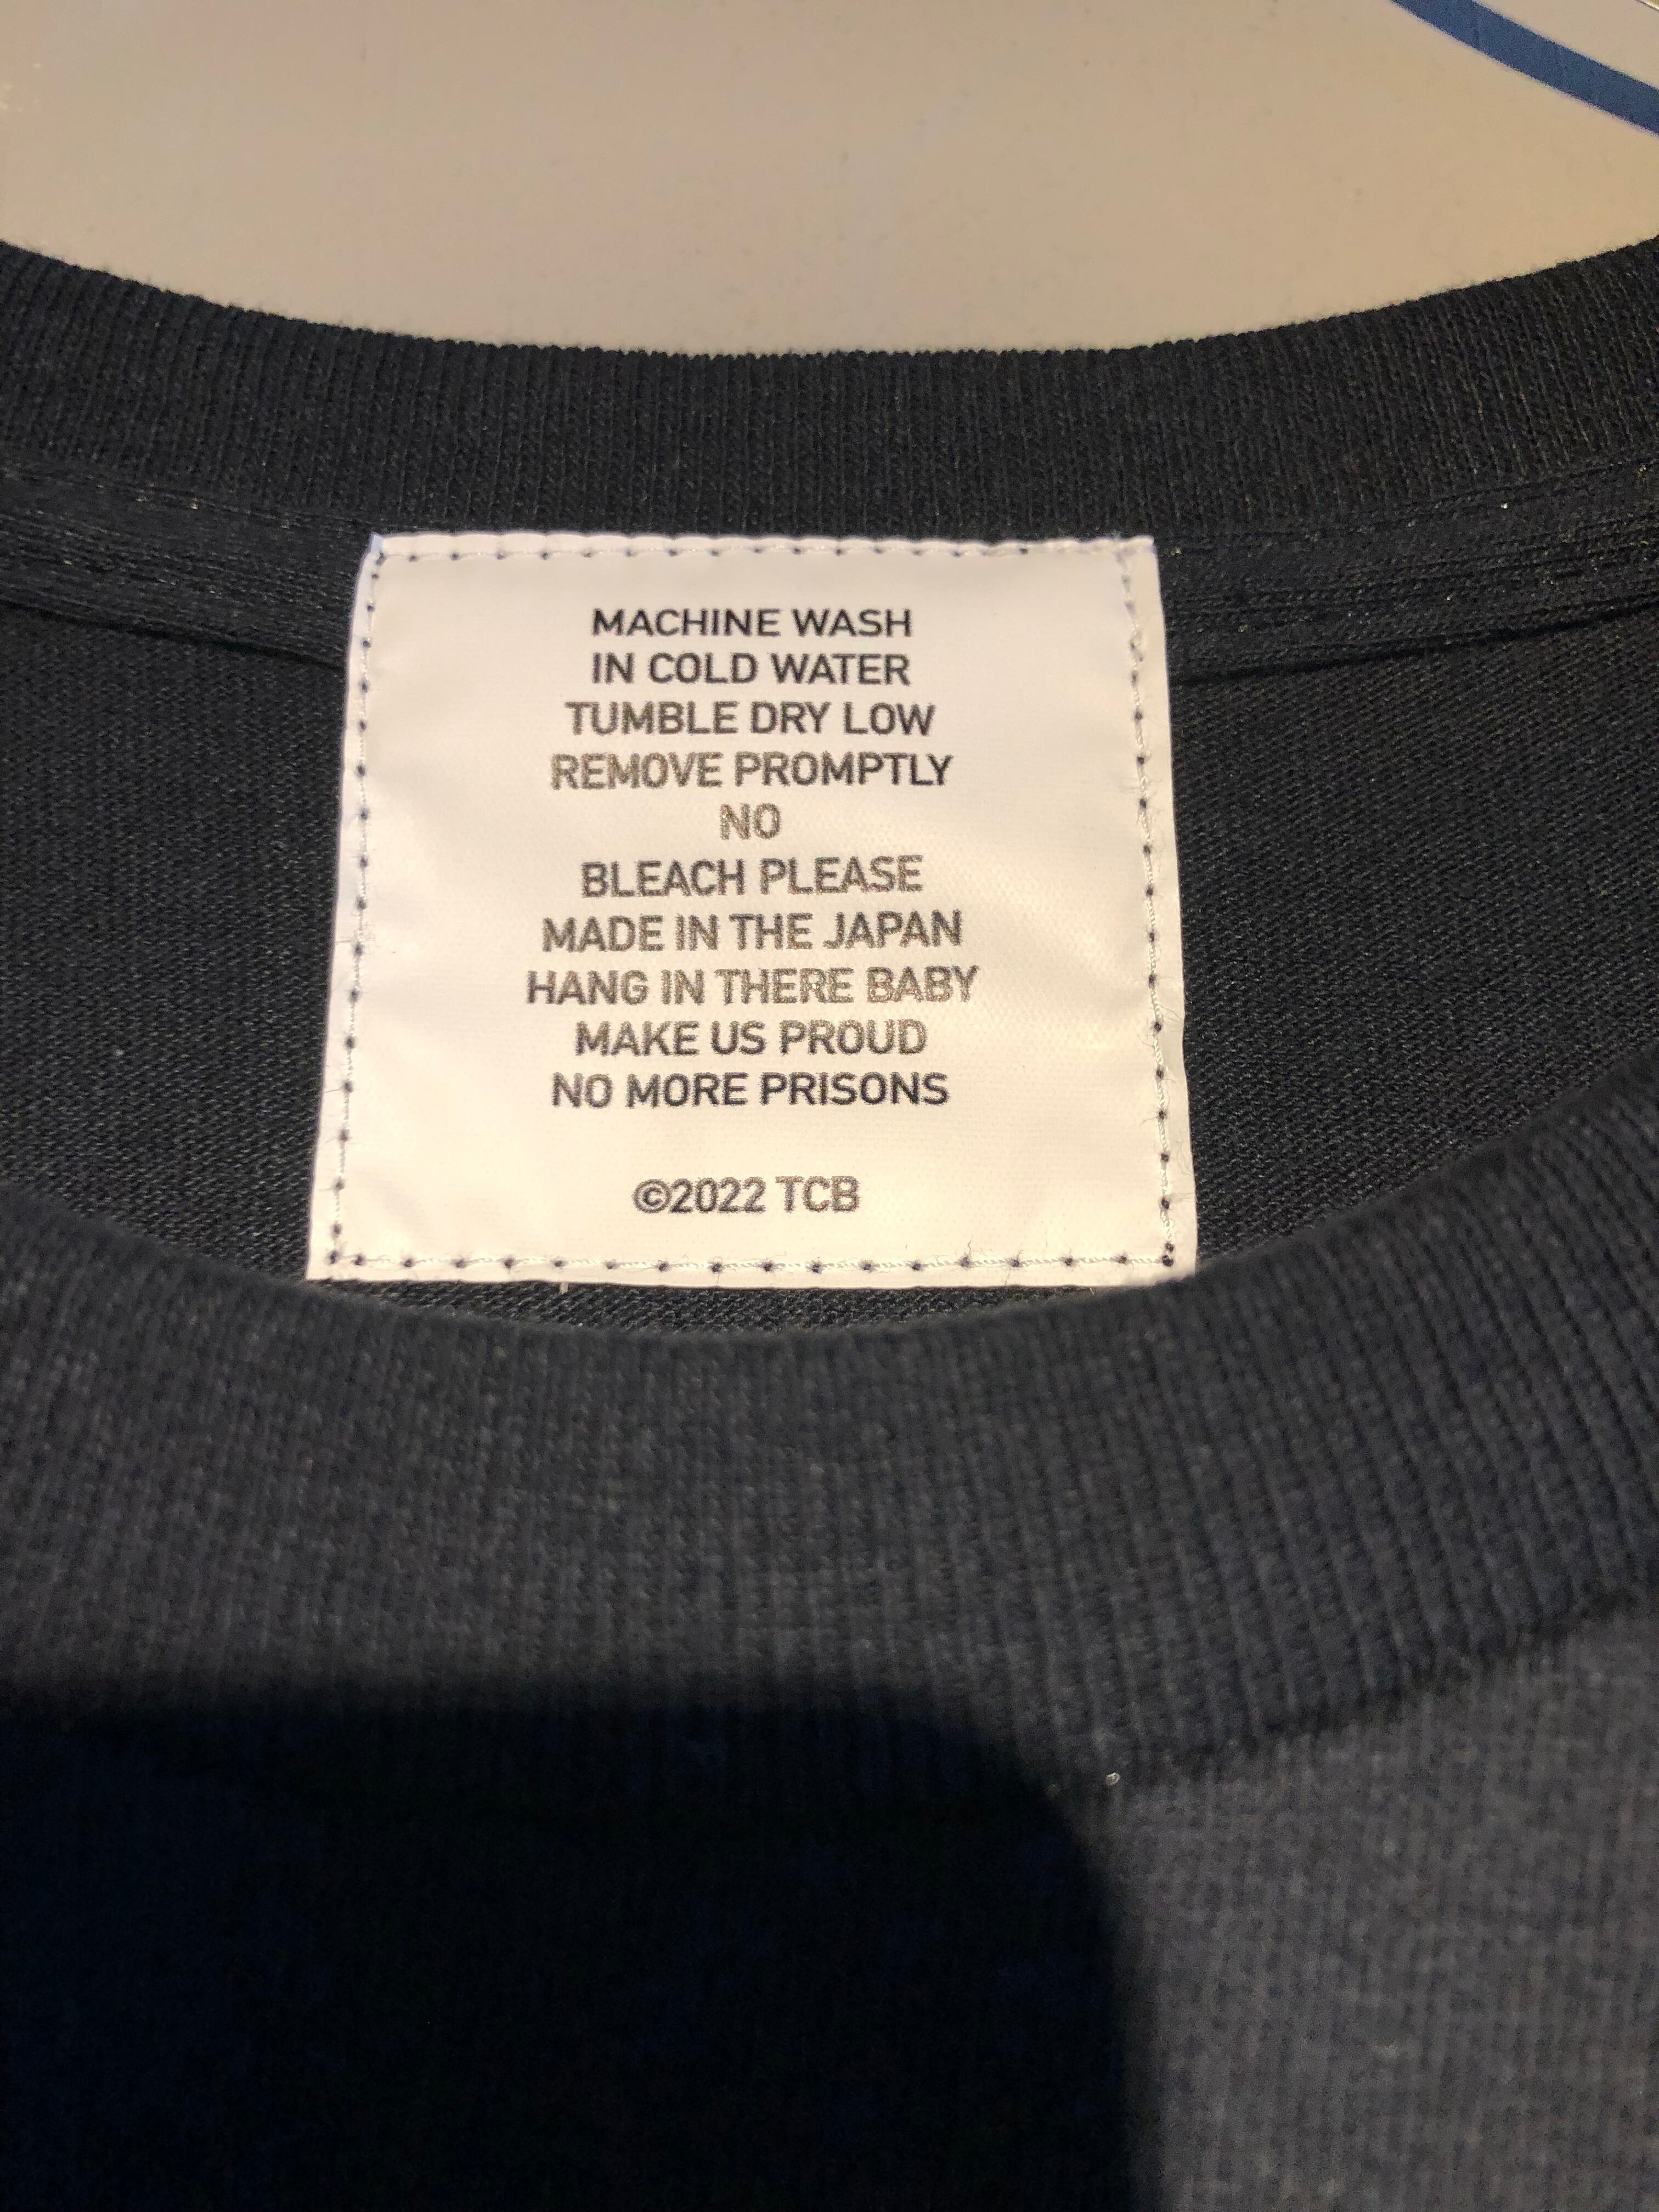 MACHINE WASH
IN COLD WATER
TUMBLE DRY LOW
REMOVE PROMPTLY
NO
BLEACH PLEASE
MADE IN THE JAPAN
HANG IN THERE BABY
MAKE US PROUD
NO MORE PRISONS
©2022 TCB